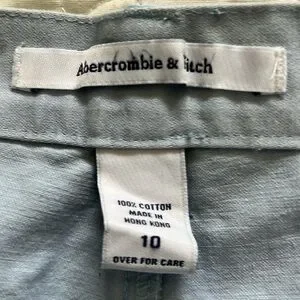 Abercrombie & Fitch
100% COTTON
MADE IN
HONG KONG
10
OVER FOR CARE